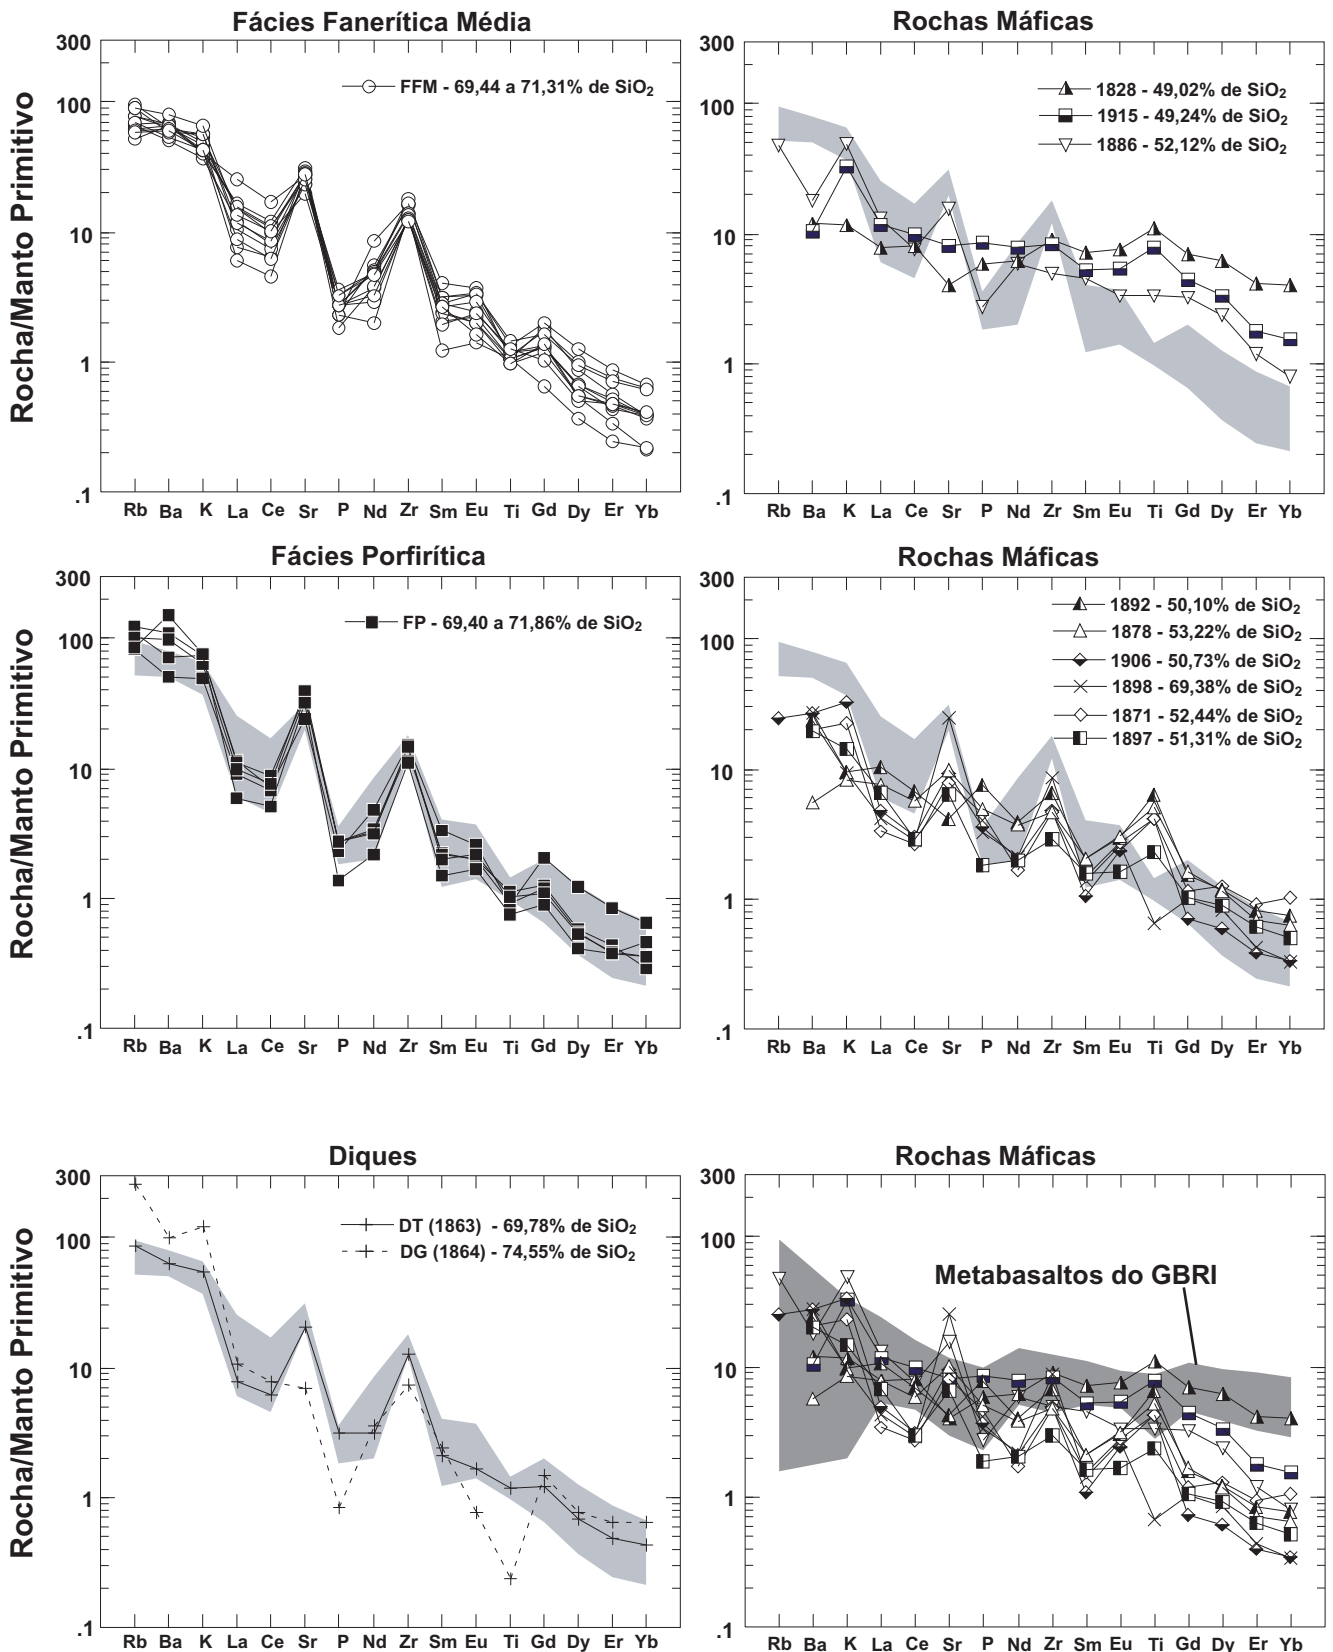 Fácies Fanerítica Média
300
100
10
1
.1
Rocha/Manto Primitivo
FFM - 69,44 a 71,31% de SiO2
Rb Ba K La Ce Sr P Nd Zr Sm Eu Ti Gd Dy Er Yb
Rochas Máficas
300
100
10
1
.1
1828 - 49,02% de SiO2
1915 - 49,24% de SiO2
1886 - 52,12% de SiO2
Rb Ba K La Ce Sr P Nd Zr Sm Eu Ti Gd Dy Er Yb
Fácies Porfirítica
300
100
10
1
.1
Rocha/Manto Primitivo
FP - 69,40 a 71,86% de SiO2
Rb Ba K La Ce Sr P Nd Zr Sm Eu Ti Gd Dy Er Yb
Rochas Máficas
300
100
10
1
.1
1892 - 50,10% de SiO2
1878 - 53,22% de SiO2
1906 - 50,73% de SiO2
1898 - 69,38% de SiO2
1871 - 52,44% de SiO2
1897 - 51,31% de SiO2
Rb Ba K La Ce Sr P Nd Zr Sm Eu Ti Gd Dy Er Yb
Diques
300
100
10
1
.1
Rocha/Manto Primitivo
DT (1863) - 69,78% de SiO2
DG (1864) - 74,55% de SiO2
Rb Ba K La Ce Sr P Nd Zr Sm Eu Ti Gd Dy Er Yb
Rochas Máficas
300
100
10
1
.1
Metabasaltos do GBRI
Rb Ba K La Ce Sr P Nd Zr Sm Eu Ti Gd Dy Er Yb